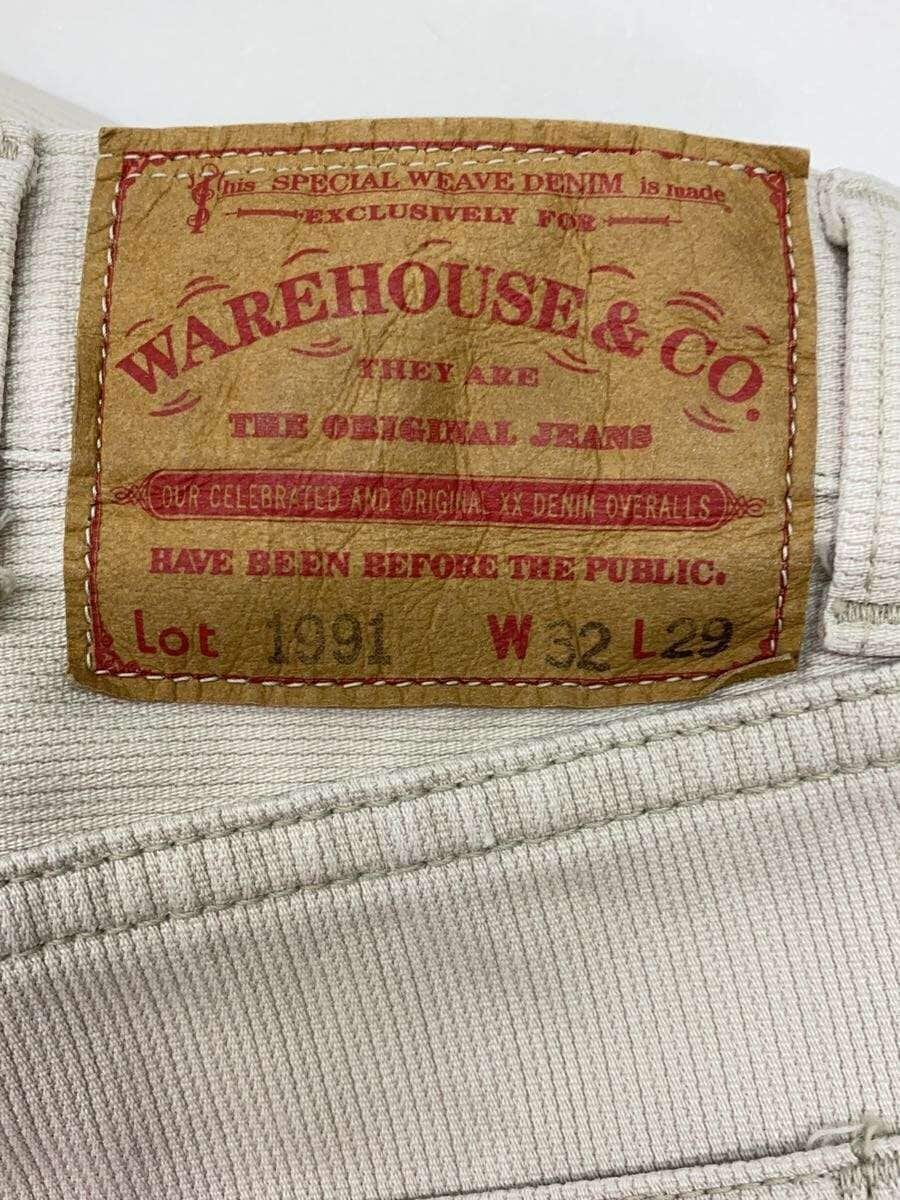 This SPECIAL WEAVE DENIM is made
EXCLUSIVELY FOR
WAREHOUSE & CO.
THEY ARE
THE ORIGINAL JEANS
OUR CELEBRATED AND ORIGINAL XX DENIM OVERALLS
HAVE BEEN BEFORE THE PUBLIC.
Lot 1991 W 32 L 29